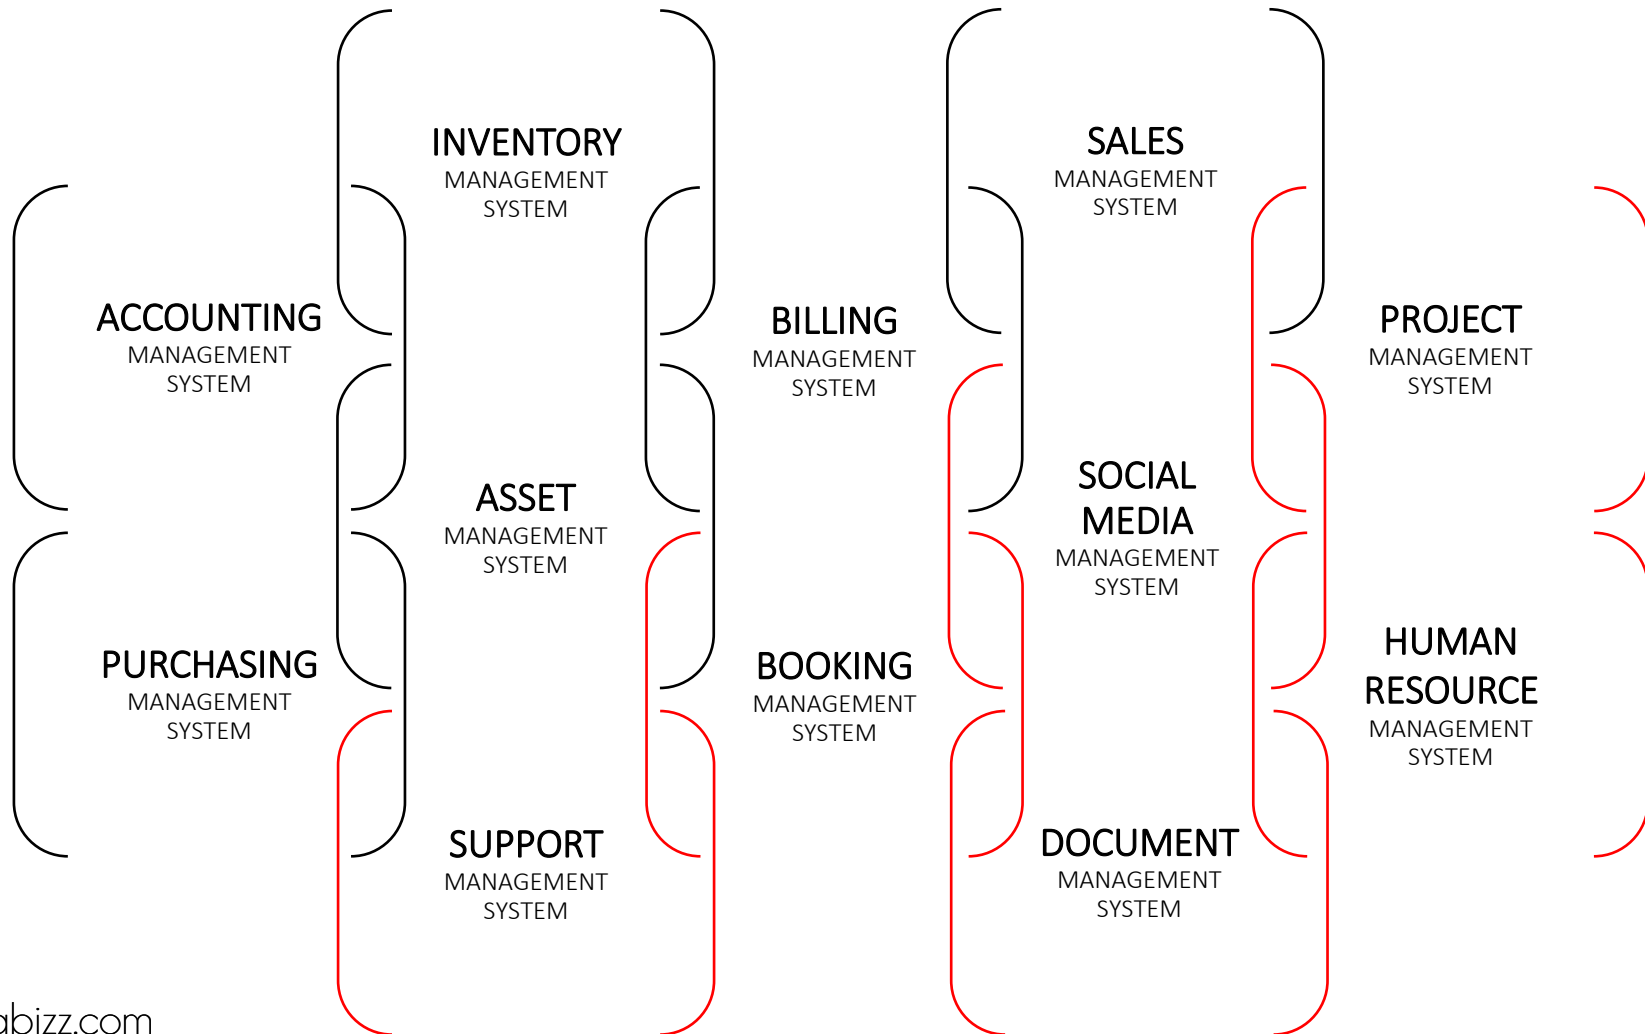 INVENTORY
MANAGEMENT
SYSTEM
SALES
MANAGEMENT
SYSTEM
ACCOUNTING
MANAGEMENT
SYSTEM
BILLING
MANAGEMENT
SYSTEM
PROJECT
MANAGEMENT
SYSTEM
ASSET
MANAGEMENT
SYSTEM
SOCIAL
MEDIA
MANAGEMENT
SYSTEM
PURCHASING
MANAGEMENT
SYSTEM
BOOKING
MANAGEMENT
SYSTEM
HUMAN
RESOURCE
MANAGEMENT
SYSTEM
SUPPORT
MANAGEMENT
SYSTEM
DOCUMENT
MANAGEMENT
SYSTEM
abizz.com